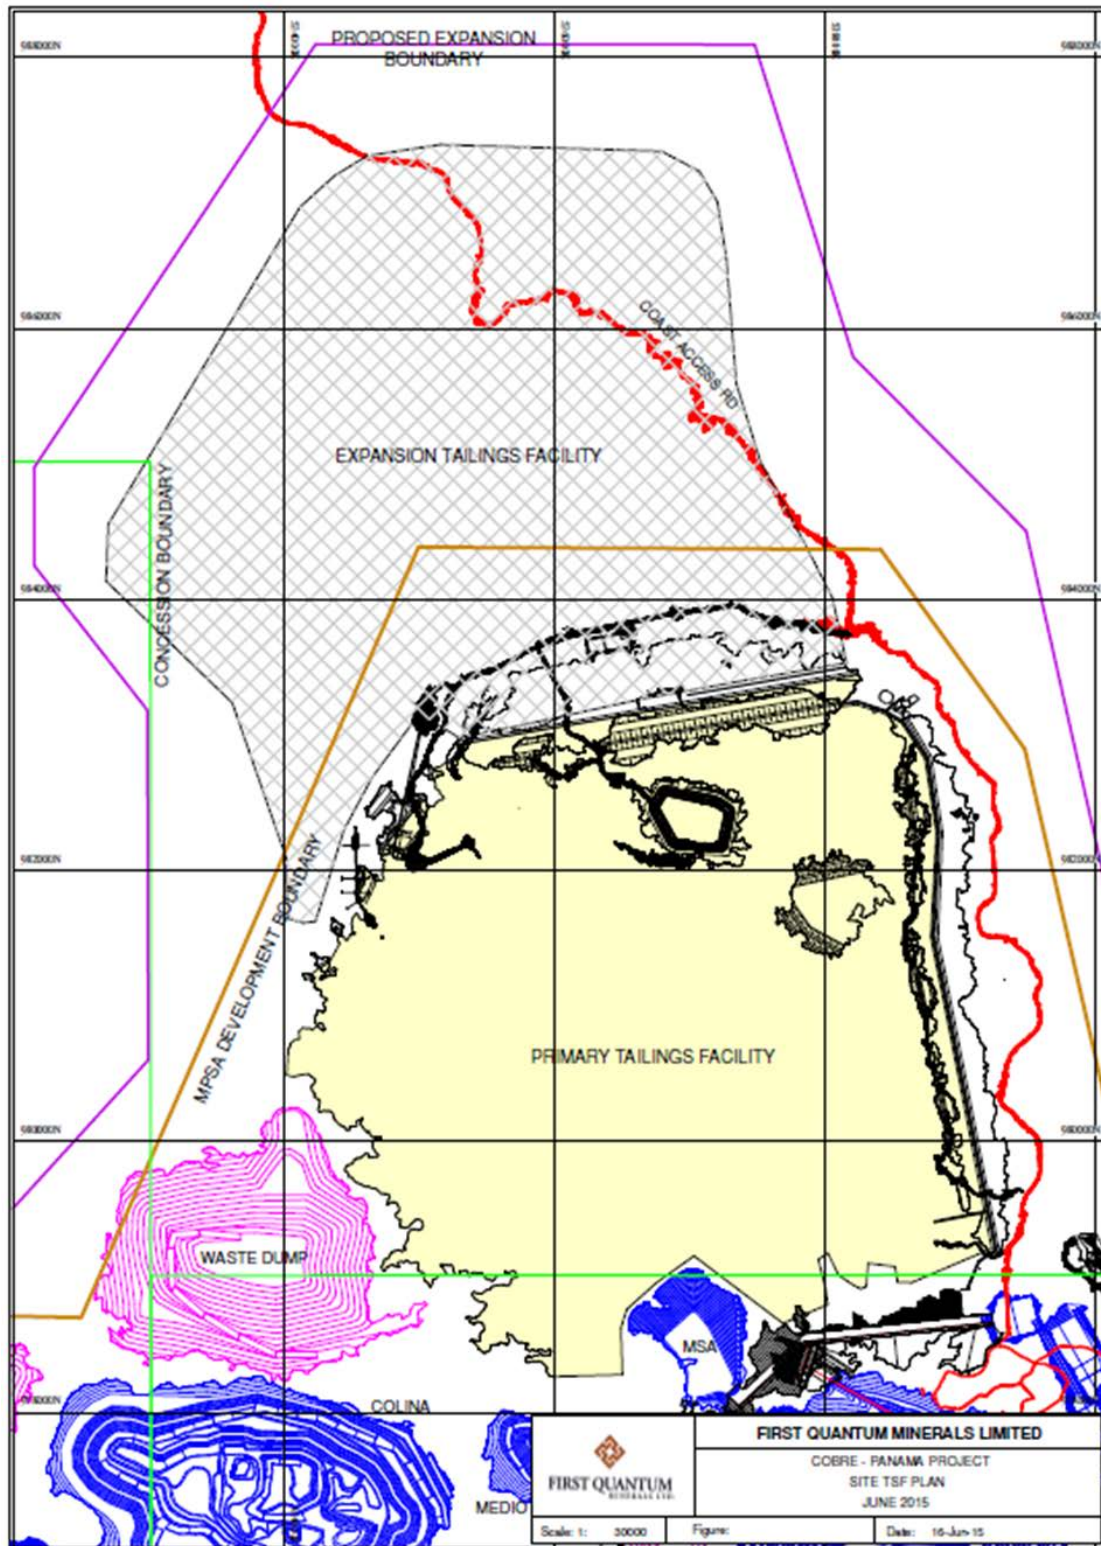 PROPOSED EXPANSION
BOUNDARY
COAST ACCESS RD
EXPANSION TAILINGS FACILITY
CONCESSION BOUNDARY
MPSA DEVELOPMENT BOUNDARY
PRIMARY TAILINGS FACILITY
WASTE DUMP
MSA
COLINA
MEDIO
FIRST QUANTUM
MINERALS LTD.
FIRST QUANTUM MINERALS LIMITED
COBRE - PANAMA PROJECT
SITE TSF PLAN
JUNE 2015
Scale: 1: 30000
Figure:
Date: 16-Jun-15